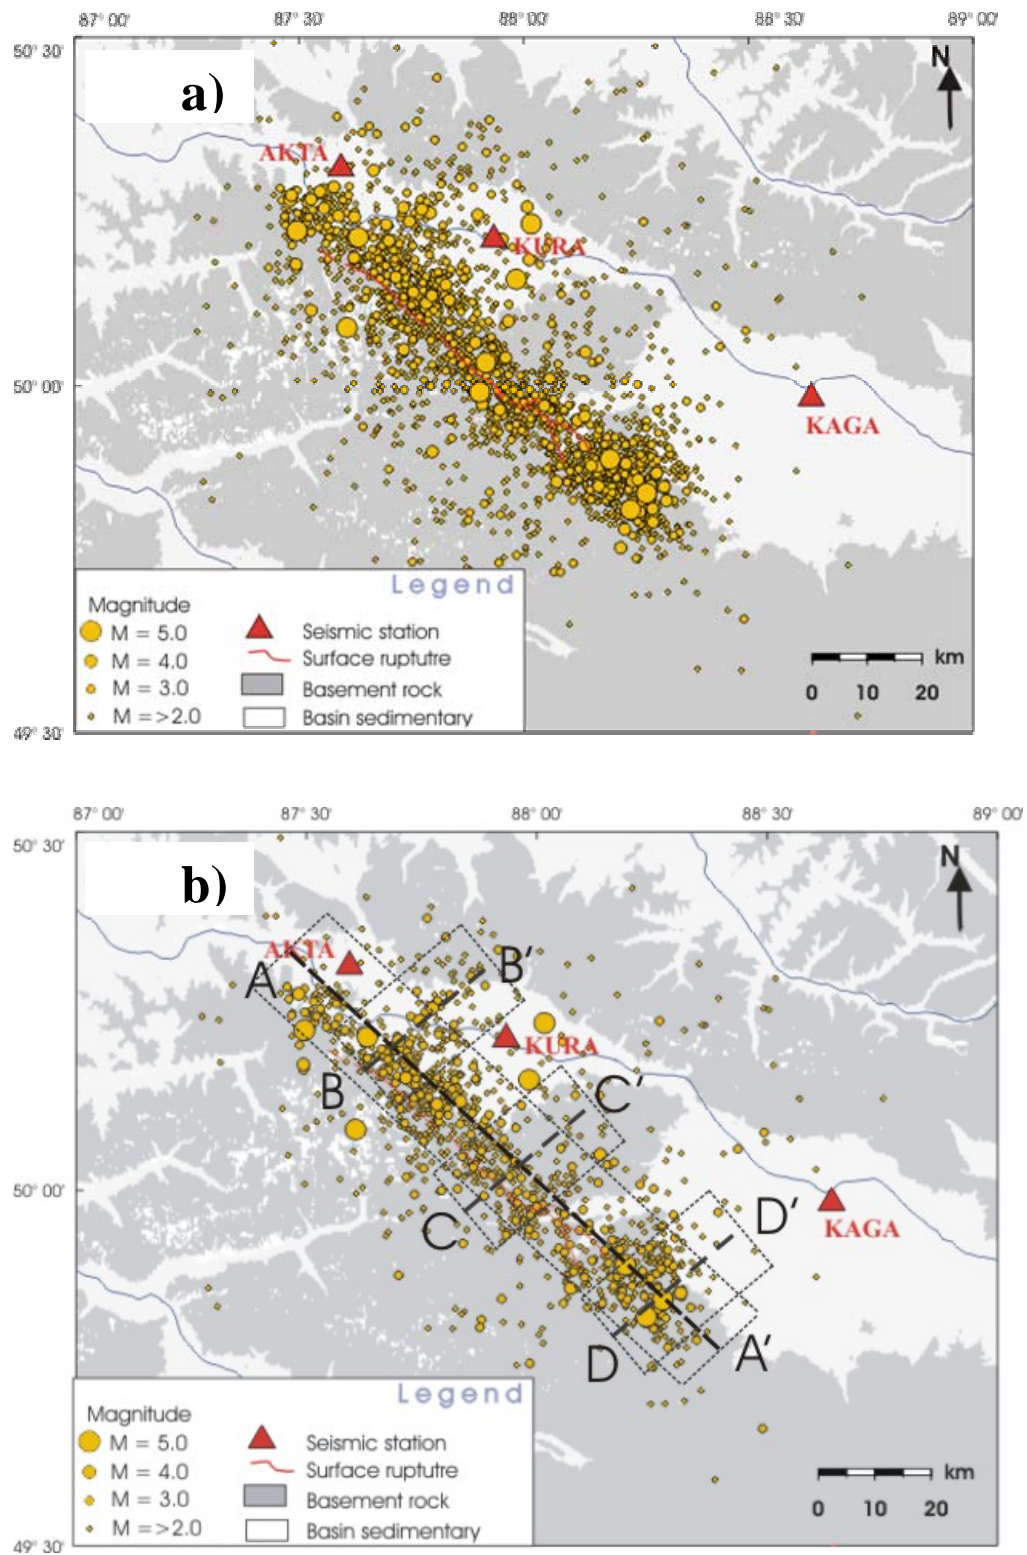 87° 00' 87° 30' 88° 00' 88° 30' 89° 00'
50° 30'
a)
N
AKTA
KURA
50° 00'
KAGA
Legend
Magnitude
M = 5.0
M = 4.0
M = 3.0
M =>2.0
Seismic station
Surface ruptutre
Basement rock
Basin sedimentary
km
0 10 20
49° 30'
87° 00' 87° 30' 88° 00' 88° 30' 89° 00'
50° 30'
b)
N
AKTA
A
B'
KURA
B
C'
50° 00'
C
D'
KAGA
D
A'
Legend
Magnitude
M = 5.0
M = 4.0
M = 3.0
M =>2.0
Seismic station
Surface ruptutre
Basement rock
Basin sedimentary
km
0 10 20
49° 30'